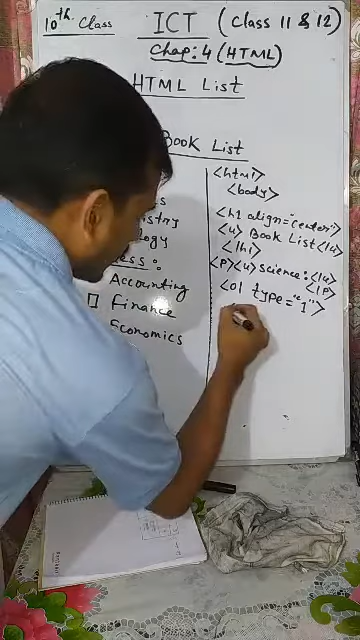 10th Class
ICT (Class 11 & 12)
Chap: 4 (HTML)
HTML List
Book List
Accounting
Finance
Economics
<html>
<body>
<h1 align="center">
<u> Book List </u>
</h1>
<P><u> science: </u>
</P>
<ol type="1">